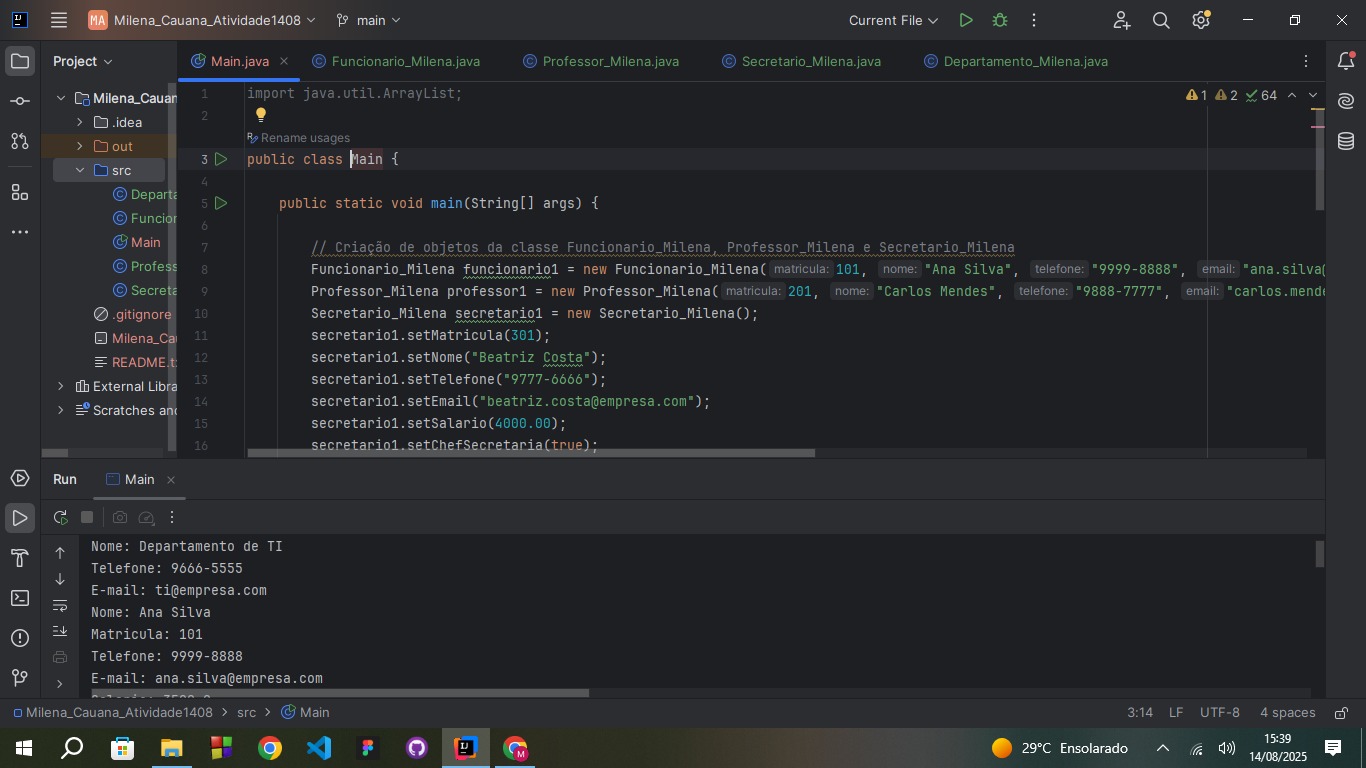 MA Milena_Cauana_Atividade1408 main Current File
Project
Main.java Funcionario_Milena.java Professor_Milena.java Secretario_Milena.java Departamento_Milena.java
Milena_Cauan
.idea
out
src
Departa
Funcion
Main
Profess
Secreta
.gitignore
Milena_Cau
README.t
External Libra
Scratches and
1 import java.util.ArrayList; 1 2 64
2
Rename usages
3 public class Main {
4
5 public static void main(String[] args) {
6
7 // Criação de objetos da classe Funcionario_Milena, Professor_Milena e Secretario_Milena
8 Funcionario_Milena funcionario1 = new Funcionario_Milena( matricula: 101, nome: "Ana Silva", telefone: "9999-8888", email: "ana.silva@
9 Professor_Milena professor1 = new Professor_Milena( matricula: 201, nome: "Carlos Mendes", telefone: "9888-7777", email: "carlos.mende
10 Secretario_Milena secretario1 = new Secretario_Milena();
11 secretario1.setMatricula(301);
12 secretario1.setNome("Beatriz Costa");
13 secretario1.setTelefone("9777-6666");
14 secretario1.setEmail("beatriz.costa@empresa.com");
15 secretario1.setSalario(4000.00);
16 secretario1.setChefSecretaria(true);
Run Main
Nome: Departamento de TI
Telefone: 9666-5555
E-mail: ti@empresa.com
Nome: Ana Silva
Matricula: 101
Telefone: 9999-8888
E-mail: ana.silva@empresa.com
Milena_Cauana_Atividade1408 src Main 3:14 LF UTF-8 4 spaces
29°C Ensolarado
15:39
14/08/2025